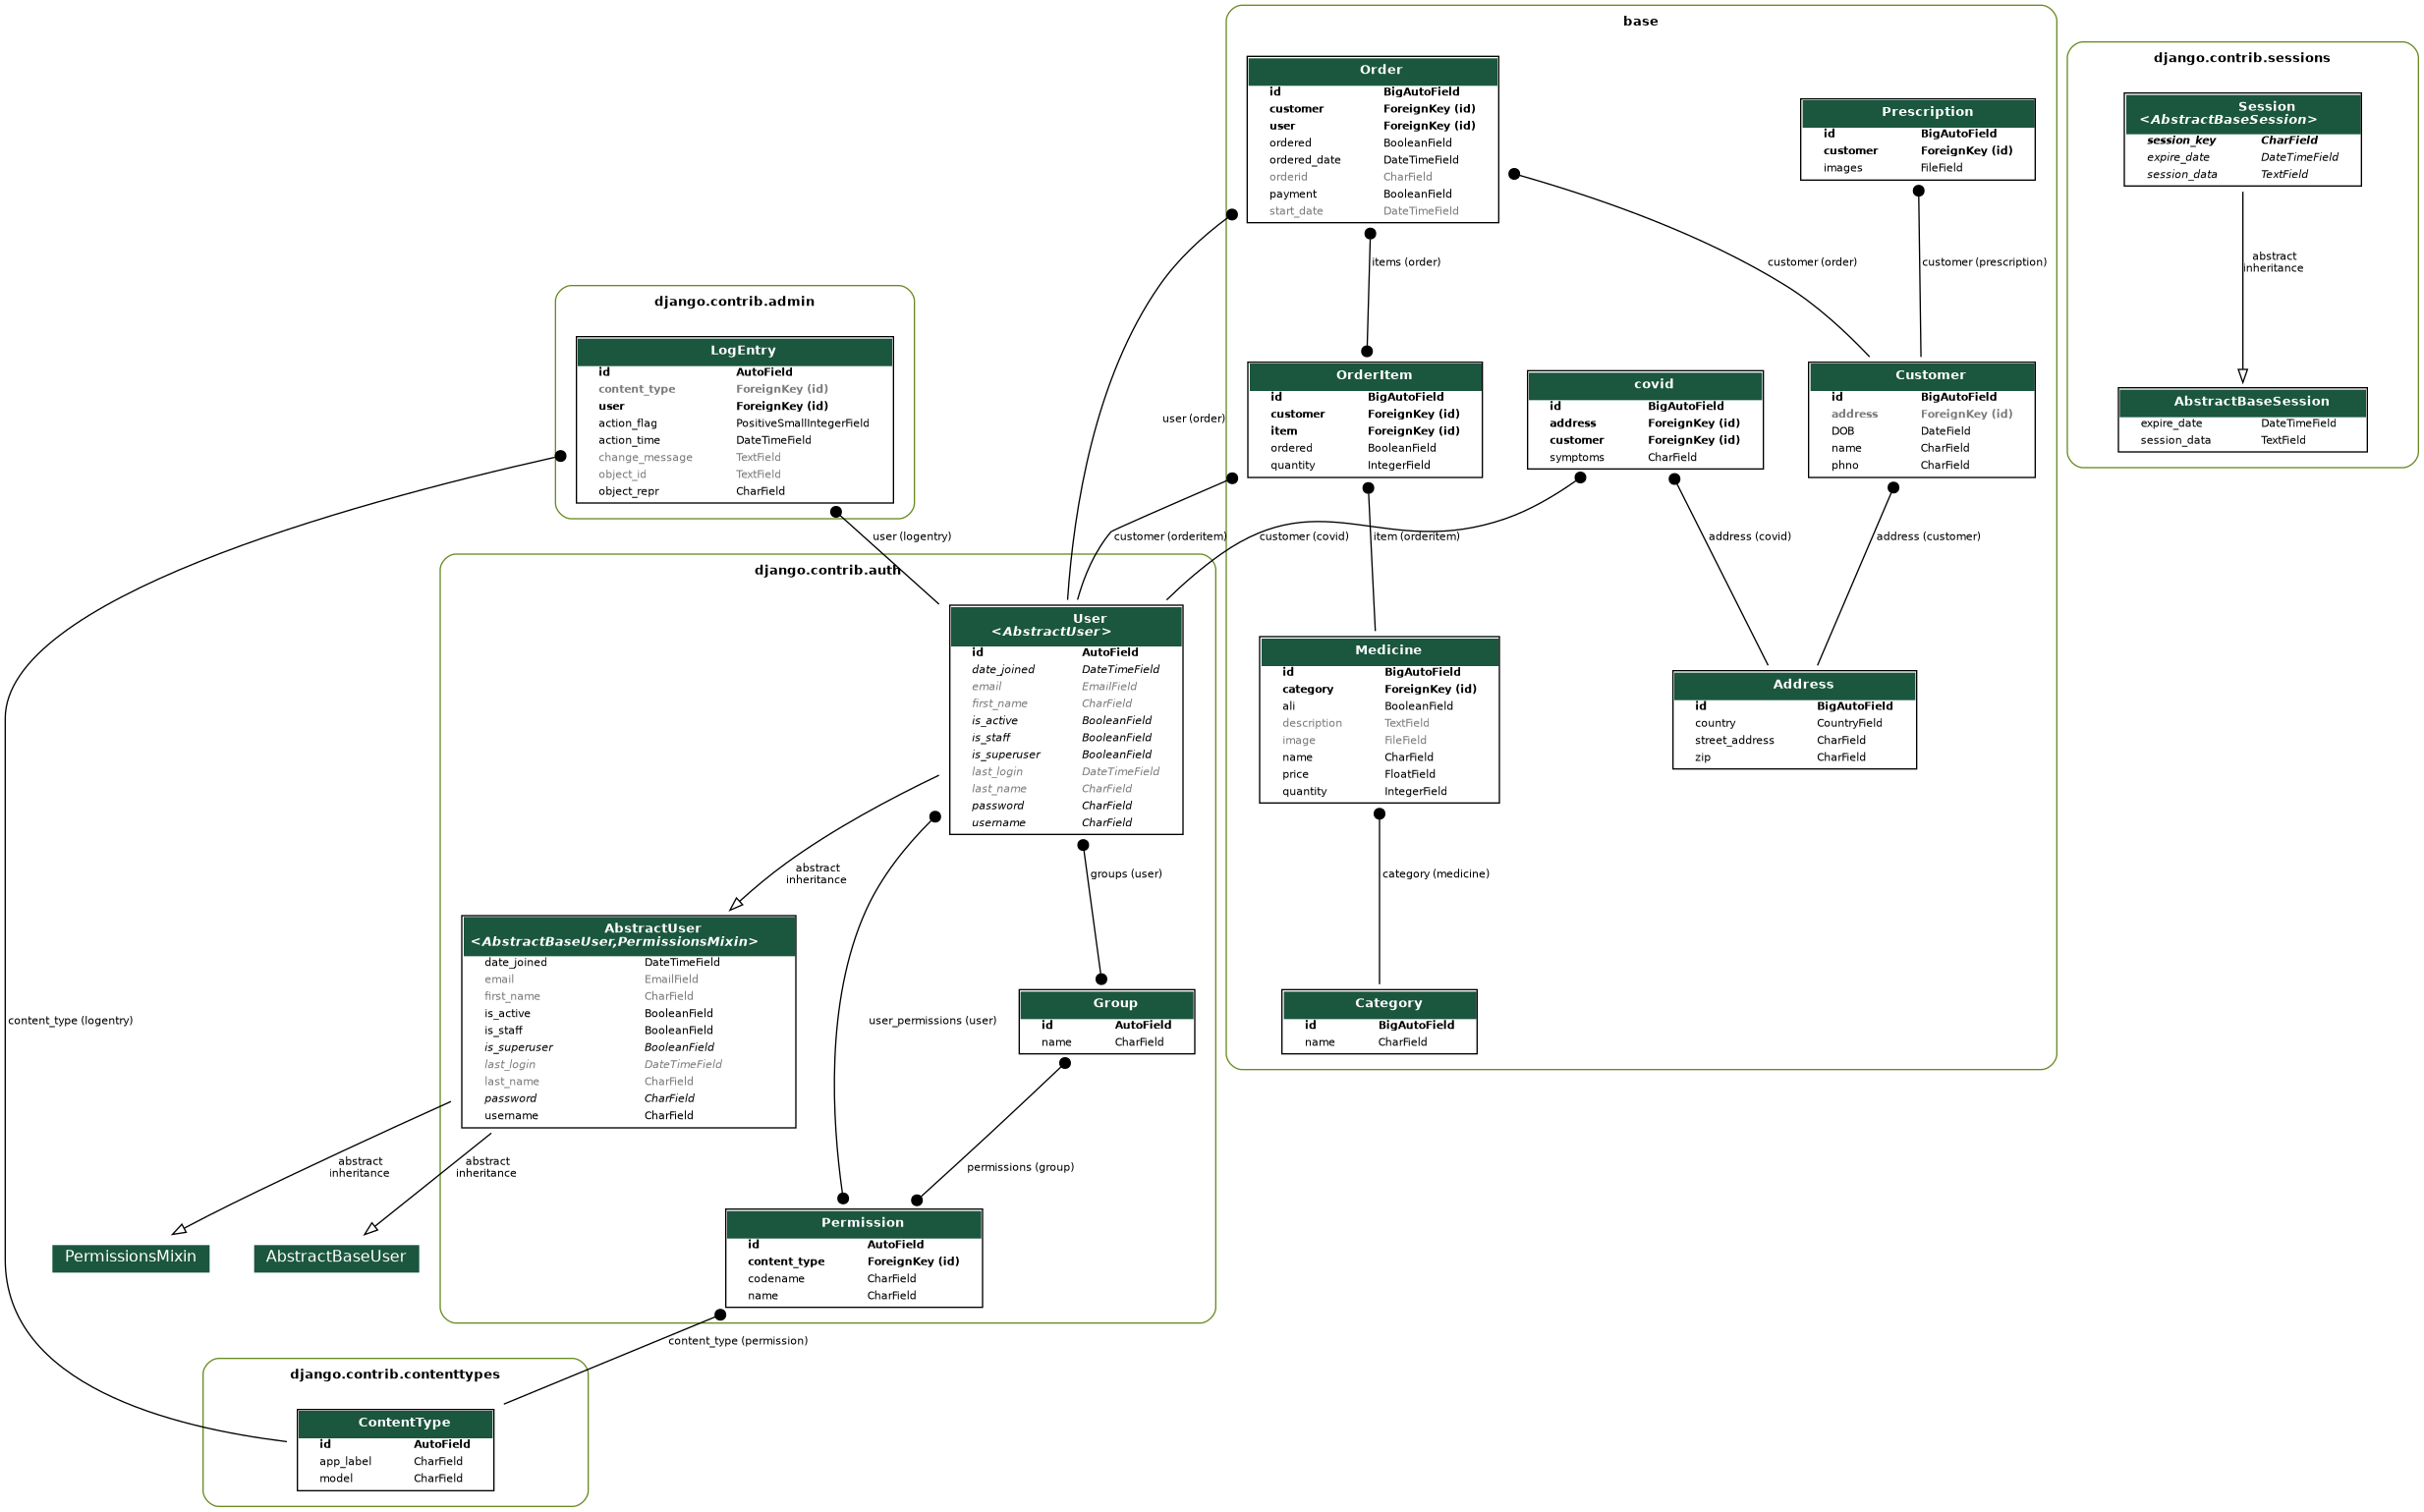 base
Order
id BigAutoField
customer ForeignKey (id)
user ForeignKey (id)
ordered BooleanField
ordered_date DateTimeField
orderid CharField
payment BooleanField
start_date DateTimeField
Prescription
id BigAutoField
customer ForeignKey (id)
images FileField
django.contrib.sessions
Session
<AbstractBaseSession>
session_key CharField
expire_date DateTimeField
session_data TextField
items (order)
customer (order)
customer (prescription)
abstract
inheritance
django.contrib.admin
LogEntry
id AutoField
content_type ForeignKey (id)
user ForeignKey (id)
action_flag PositiveSmallIntegerField
action_time DateTimeField
change_message TextField
object_id TextField
object_repr CharField
user (order)
OrderItem
id BigAutoField
customer ForeignKey (id)
item ForeignKey (id)
ordered BooleanField
quantity IntegerField
covid
id BigAutoField
address ForeignKey (id)
customer ForeignKey (id)
symptoms CharField
Customer
id BigAutoField
address ForeignKey (id)
DOB DateField
name CharField
phno CharField
AbstractBaseSession
expire_date DateTimeField
session_data TextField
user (logentry)
customer (orderitem)
customer (covid)
item (orderitem)
address (covid)
address (customer)
django.contrib.auth
User
<AbstractUser>
id AutoField
date_joined DateTimeField
email EmailField
first_name CharField
is_active BooleanField
is_staff BooleanField
is_superuser BooleanField
last_login DateTimeField
last_name CharField
password CharField
username CharField
Medicine
id BigAutoField
category ForeignKey (id)
ali BooleanField
description TextField
image FileField
name CharField
price FloatField
quantity IntegerField
Address
id BigAutoField
country CountryField
street_address CharField
zip CharField
abstract
inheritance
groups (user)
category (medicine)
AbstractUser
<AbstractBaseUser,PermissionsMixin>
date_joined DateTimeField
email EmailField
first_name CharField
is_active BooleanField
is_staff BooleanField
is_superuser BooleanField
last_login DateTimeField
last_name CharField
password CharField
username CharField
content_type (logentry)
user_permissions (user)
Group
id AutoField
name CharField
Category
id BigAutoField
name CharField
abstract
inheritance
abstract
inheritance
permissions (group)
PermissionsMixin
AbstractBaseUser
Permission
id AutoField
content_type ForeignKey (id)
codename CharField
name CharField
content_type (permission)
django.contrib.contenttypes
ContentType
id AutoField
app_label CharField
model CharField